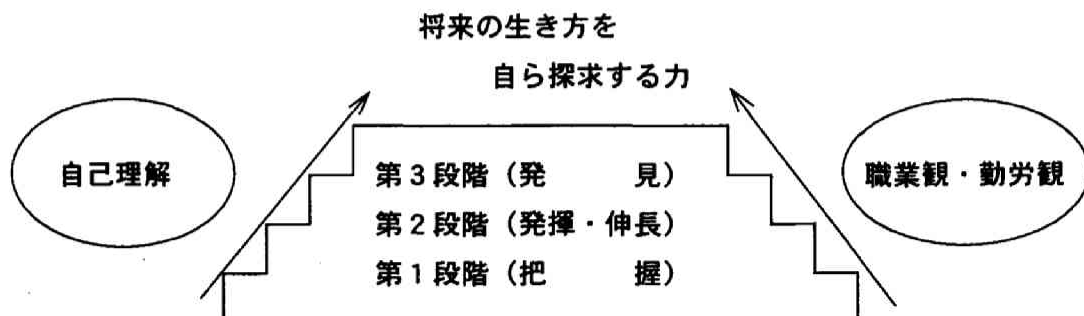 将来の生き方を
自ら探求する力
自己理解
職業観・勤労観
第3段階（発　　見）
第2段階（発揮・伸長）
第1段階（把　　握）